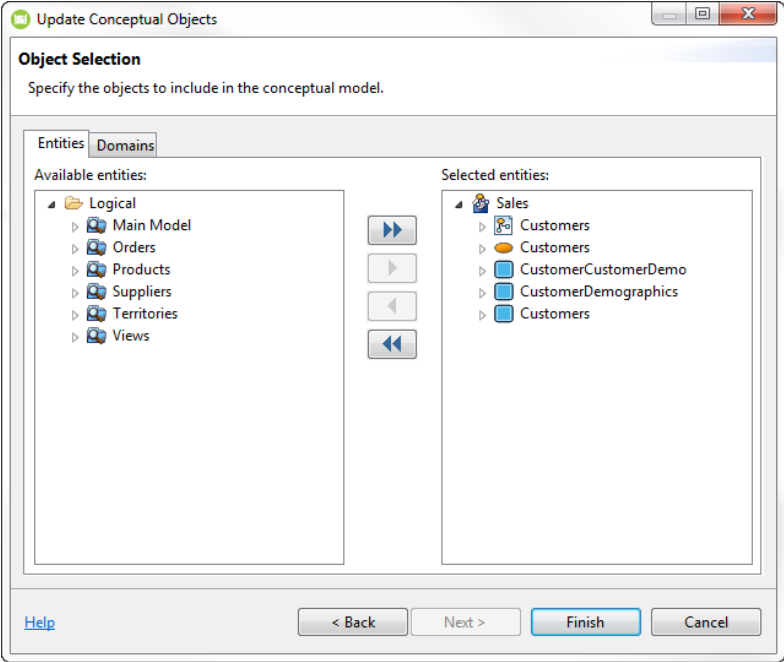 Update Conceptual Objects
Object Selection
Specify the objects to include in the conceptual model.
Entities Domains
Available entities:
Logical
Main Model
Orders
Products
Suppliers
Territories
Views
Selected entities:
Sales
Customers
Customers
CustomerCustomerDemo
CustomerDemographics
Customers
Help < Back Next > Finish Cancel